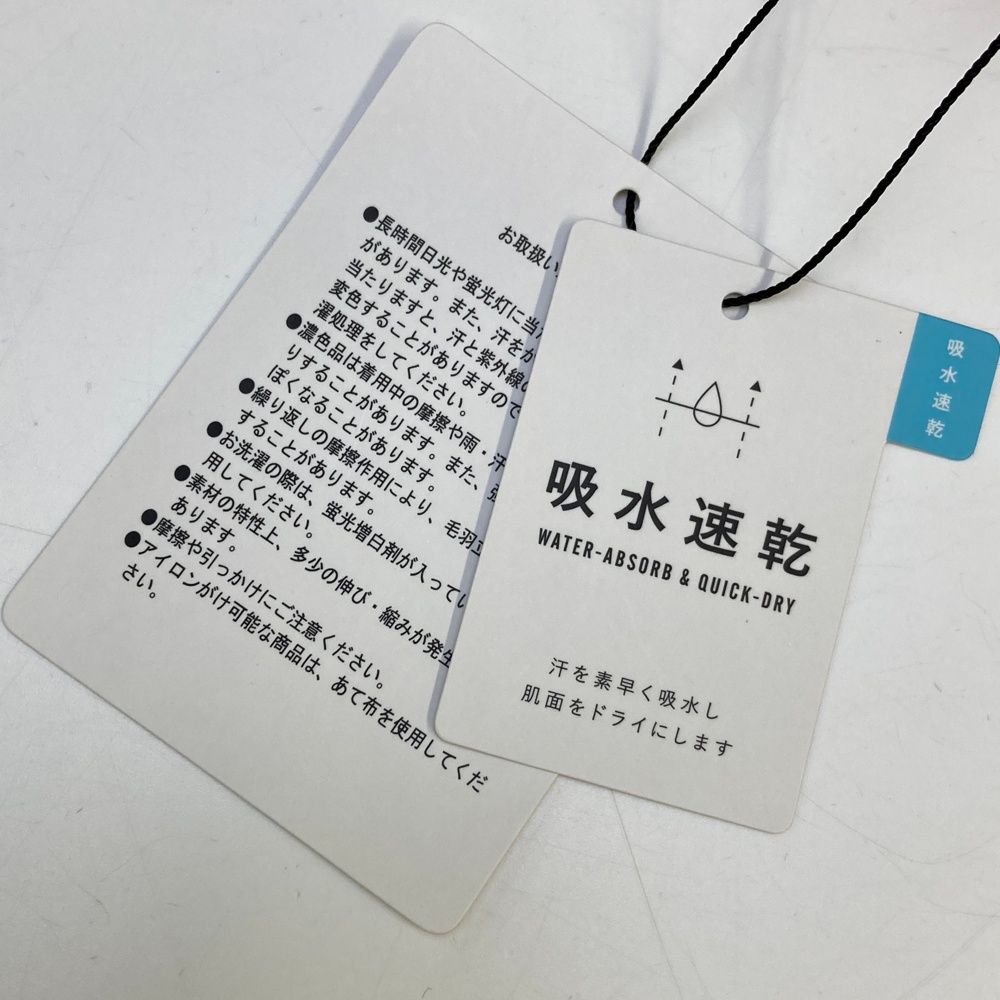 お取扱い
●長時間日光や蛍光灯に当た
があります。また、汗をか
当たりますと、汗と紫外線の
変色することがありますので
濯処理をしてください。
●濃色品は着用中の摩擦や雨・汗
りすることがあります。また、
ぽくなることがあります。
●繰り返しの摩擦作用により、毛羽立
することがあります。
●お洗濯の際は、蛍光増白剤が入ってい
用してください。
●素材の特性上、多少の伸び・縮みが発生
あります。
●摩擦や引っかけにご注意ください。
●アイロンがけ可能な商品は、あて布を使用してくだ
さい。
吸水速乾
WATER-ABSORB & QUICK-DRY
汗を素早く吸水し
肌面をドライにします
吸水速乾